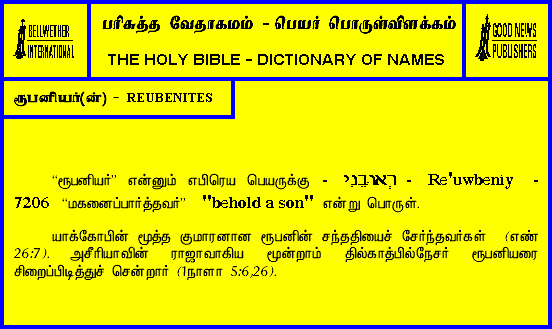 BELLWETHER
INTERNATIONAL
பரிசுத்த வேதாகமம் - பெயர் பொருள்விளக்கம்
THE HOLY BIBLE - DICTIONARY OF NAMES
GOOD NEWS
PUBLISHERS
ரூபனியர்(ன்) - REUBENITES
“ரூபனியர்” என்னும் எபிரெய பெயருக்கு - רְאוּבֵנִי - Re'uwbeniy -
7206 “மகனைப்பார்த்தவர்” "behold a son" என்று பொருள்.
யாக்கோபின் மூத்த குமாரனான ரூபனின் சந்ததியைச் சேர்ந்தவர்கள் (எண்
26:7). அசீரியாவின் ராஜாவாகிய மூன்றாம் தில்காத்பில்நேசர் ரூபனியரை
சிறைப்பிடித்துச் சென்றார் (1நாளா 5:6,26).